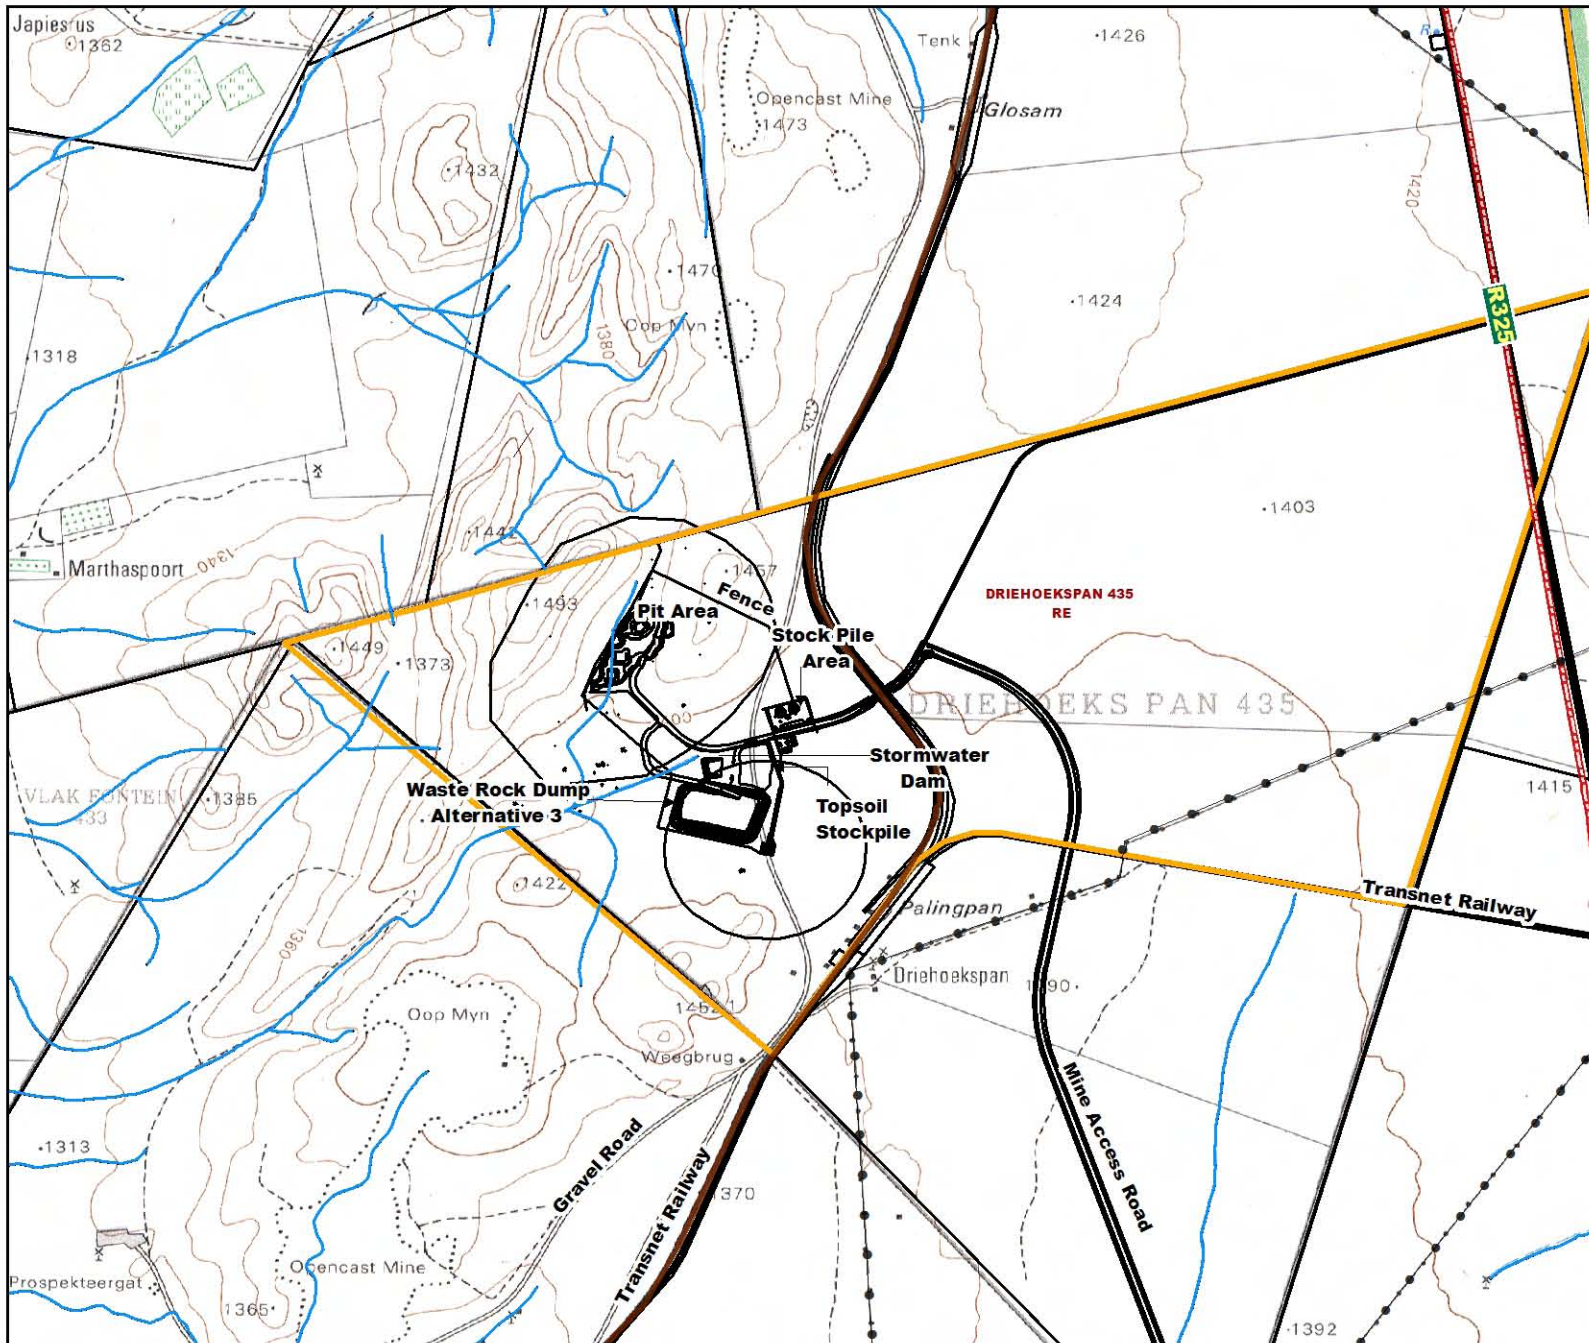 Japiesrus
1362
Tenk
1426
R
Opencast Mine
1473
Glosam
1432
1420
1470
1424
R325
Oop Myn
1380
1318
1403
1442
Marthaspoort
1340
1457
1493
Fence
Pit Area
DRIEHOEKSPAN 435
RE
Stock Pile
Area
1449
1373
DRIEHOEKS PAN 435
Stormwater
Dam
Waste Rock Dump
Alternative 3
VLAK FONTEIN
433
1385
Topsoil
Stockpile
1415
1422
Transnet Railway
Palingpan
1360
Driehoekspan
Oop Myn
Weegbrug
Mine Access Road
1313
Gravel Road
Transnet Railway
1370
Opencast Mine
Prospekteergat
1365
1392